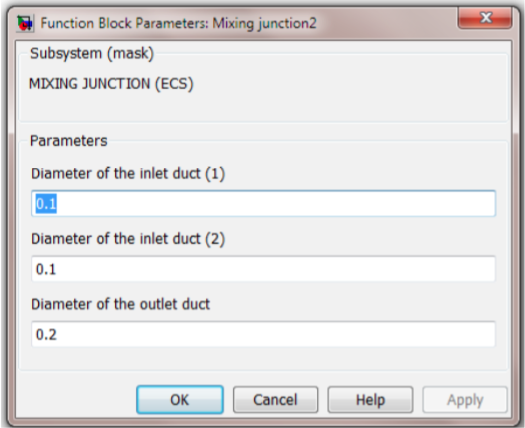 Function Block Parameters: Mixing junction2
Subsystem (mask)
MIXING JUNCTION (ECS)
Parameters
Diameter of the inlet duct (1)
0.1
Diameter of the inlet duct (2)
0.1
Diameter of the outlet duct
0.2
OK Cancel Help Apply